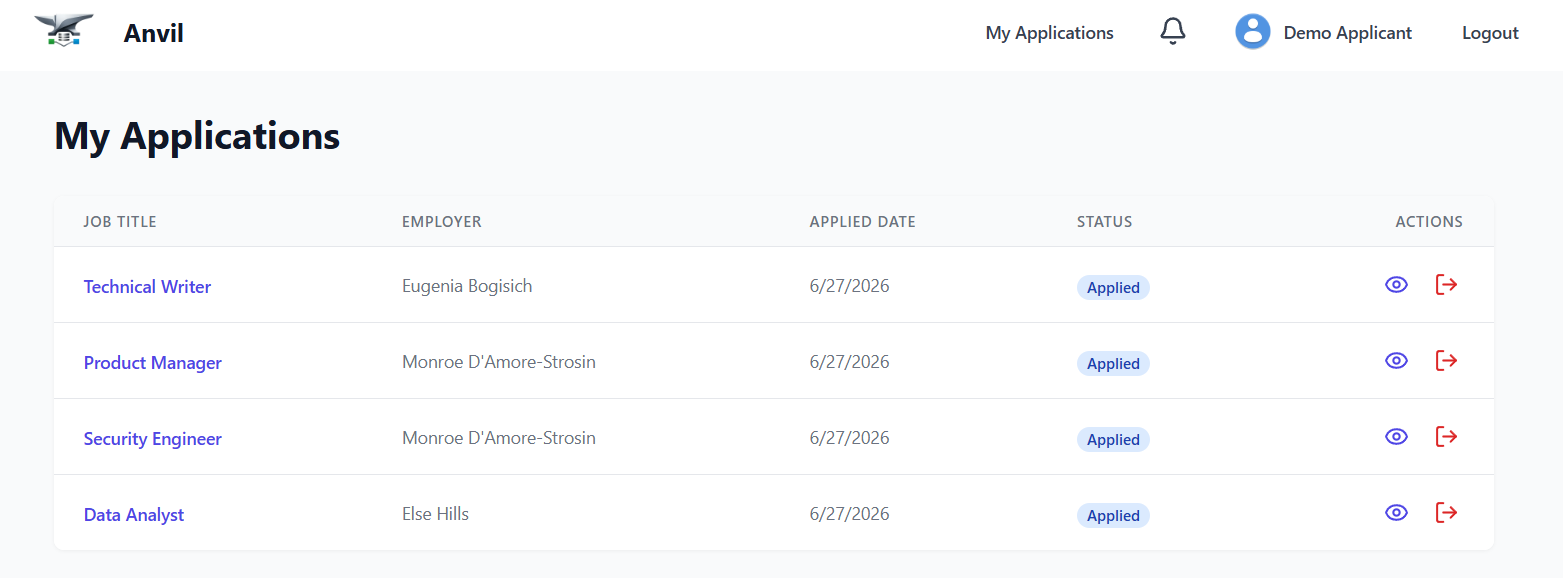 Anvil My Applications Demo Applicant Logout
My Applications
JOB TITLE EMPLOYER APPLIED DATE STATUS ACTIONS
Technical Writer Eugenia Bogisich 6/27/2026 Applied
Product Manager Monroe D'Amore-Strosin 6/27/2026 Applied
Security Engineer Monroe D'Amore-Strosin 6/27/2026 Applied
Data Analyst Else Hills 6/27/2026 Applied